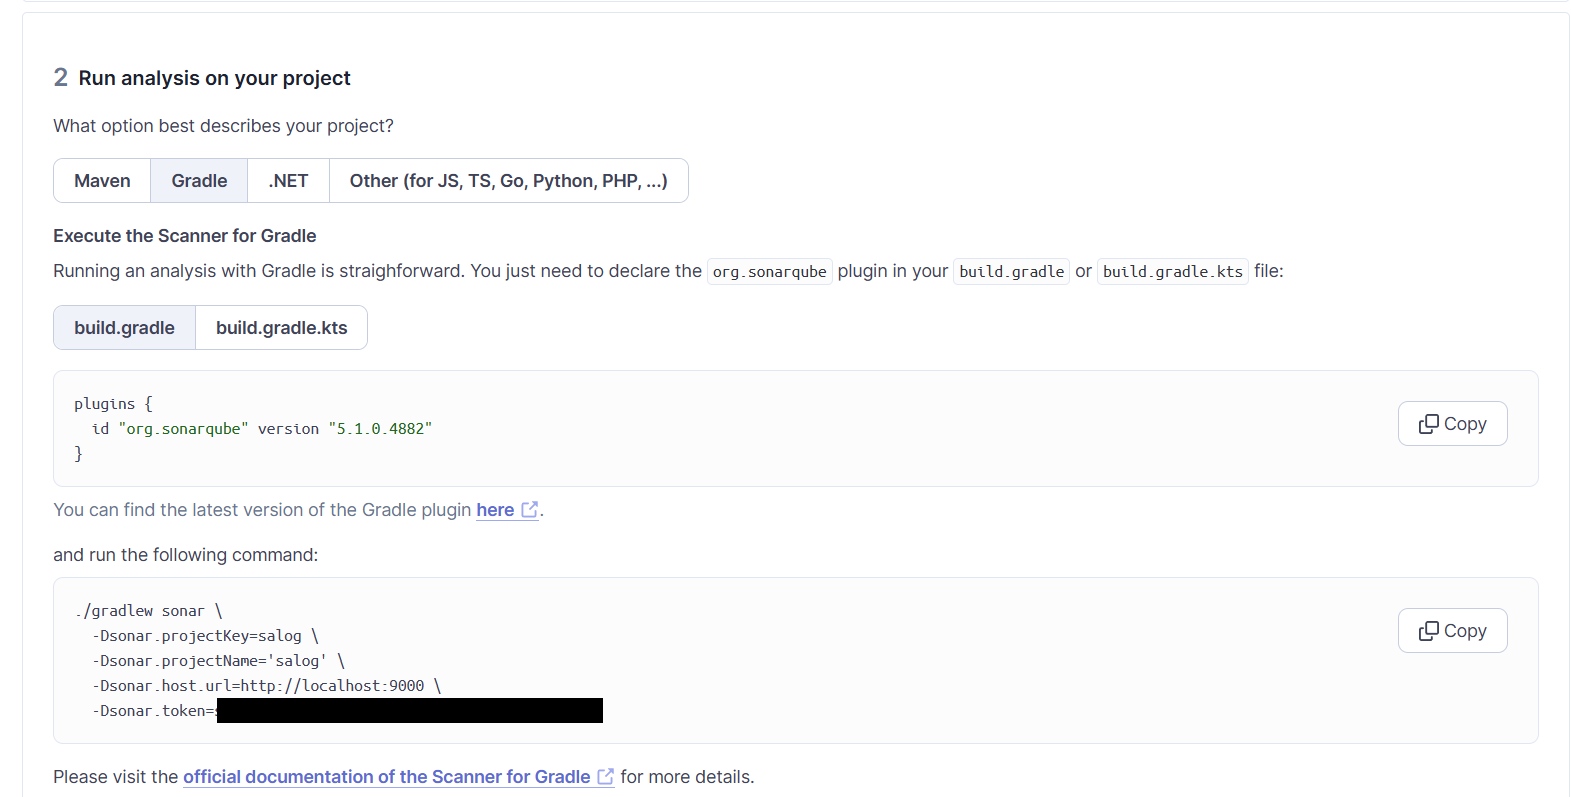 2 Run analysis on your project
What option best describes your project?
Maven Gradle .NET Other (for JS, TS, Go, Python, PHP, ...)
Execute the Scanner for Gradle
Running an analysis with Gradle is straighforward. You just need to declare the org.sonarqube plugin in your build.gradle or build.gradle.kts file:
build.gradle build.gradle.kts
plugins {
  id "org.sonarqube" version "5.1.0.4882"
}
Copy
You can find the latest version of the Gradle plugin here.
and run the following command:
./gradlew sonar \
  -Dsonar.projectKey=salog \
  -Dsonar.projectName='salog' \
  -Dsonar.host.url=http://localhost:9000 \
  -Dsonar.token=
Copy
Please visit the official documentation of the Scanner for Gradle for more details.